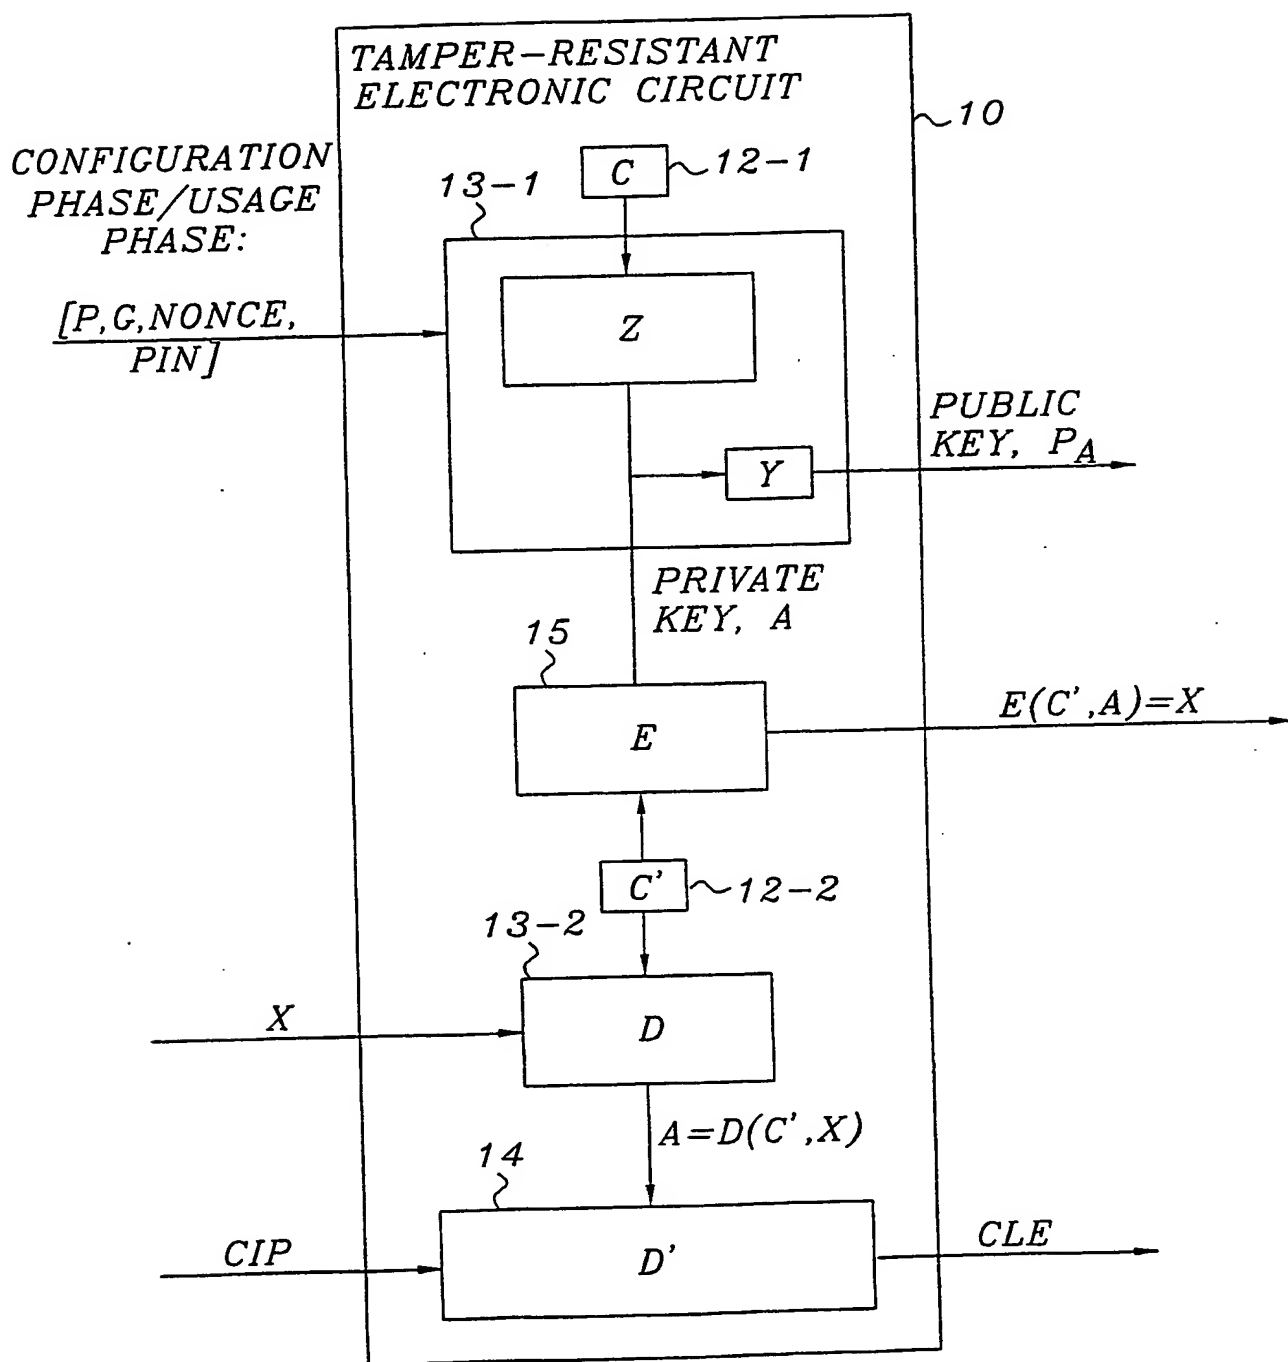 TAMPER-RESISTANT
ELECTRONIC CIRCUIT
10
CONFIGURATION
PHASE/USAGE
PHASE:
C
12-1
13-1
[P,G,NONCE,
PIN]
Z
PUBLIC
KEY, PA
Y
PRIVATE
KEY, A
15
E
E(C',A)=X
C'
12-2
13-2
X
D
A=D(C',X)
14
CIP
D'
CLE